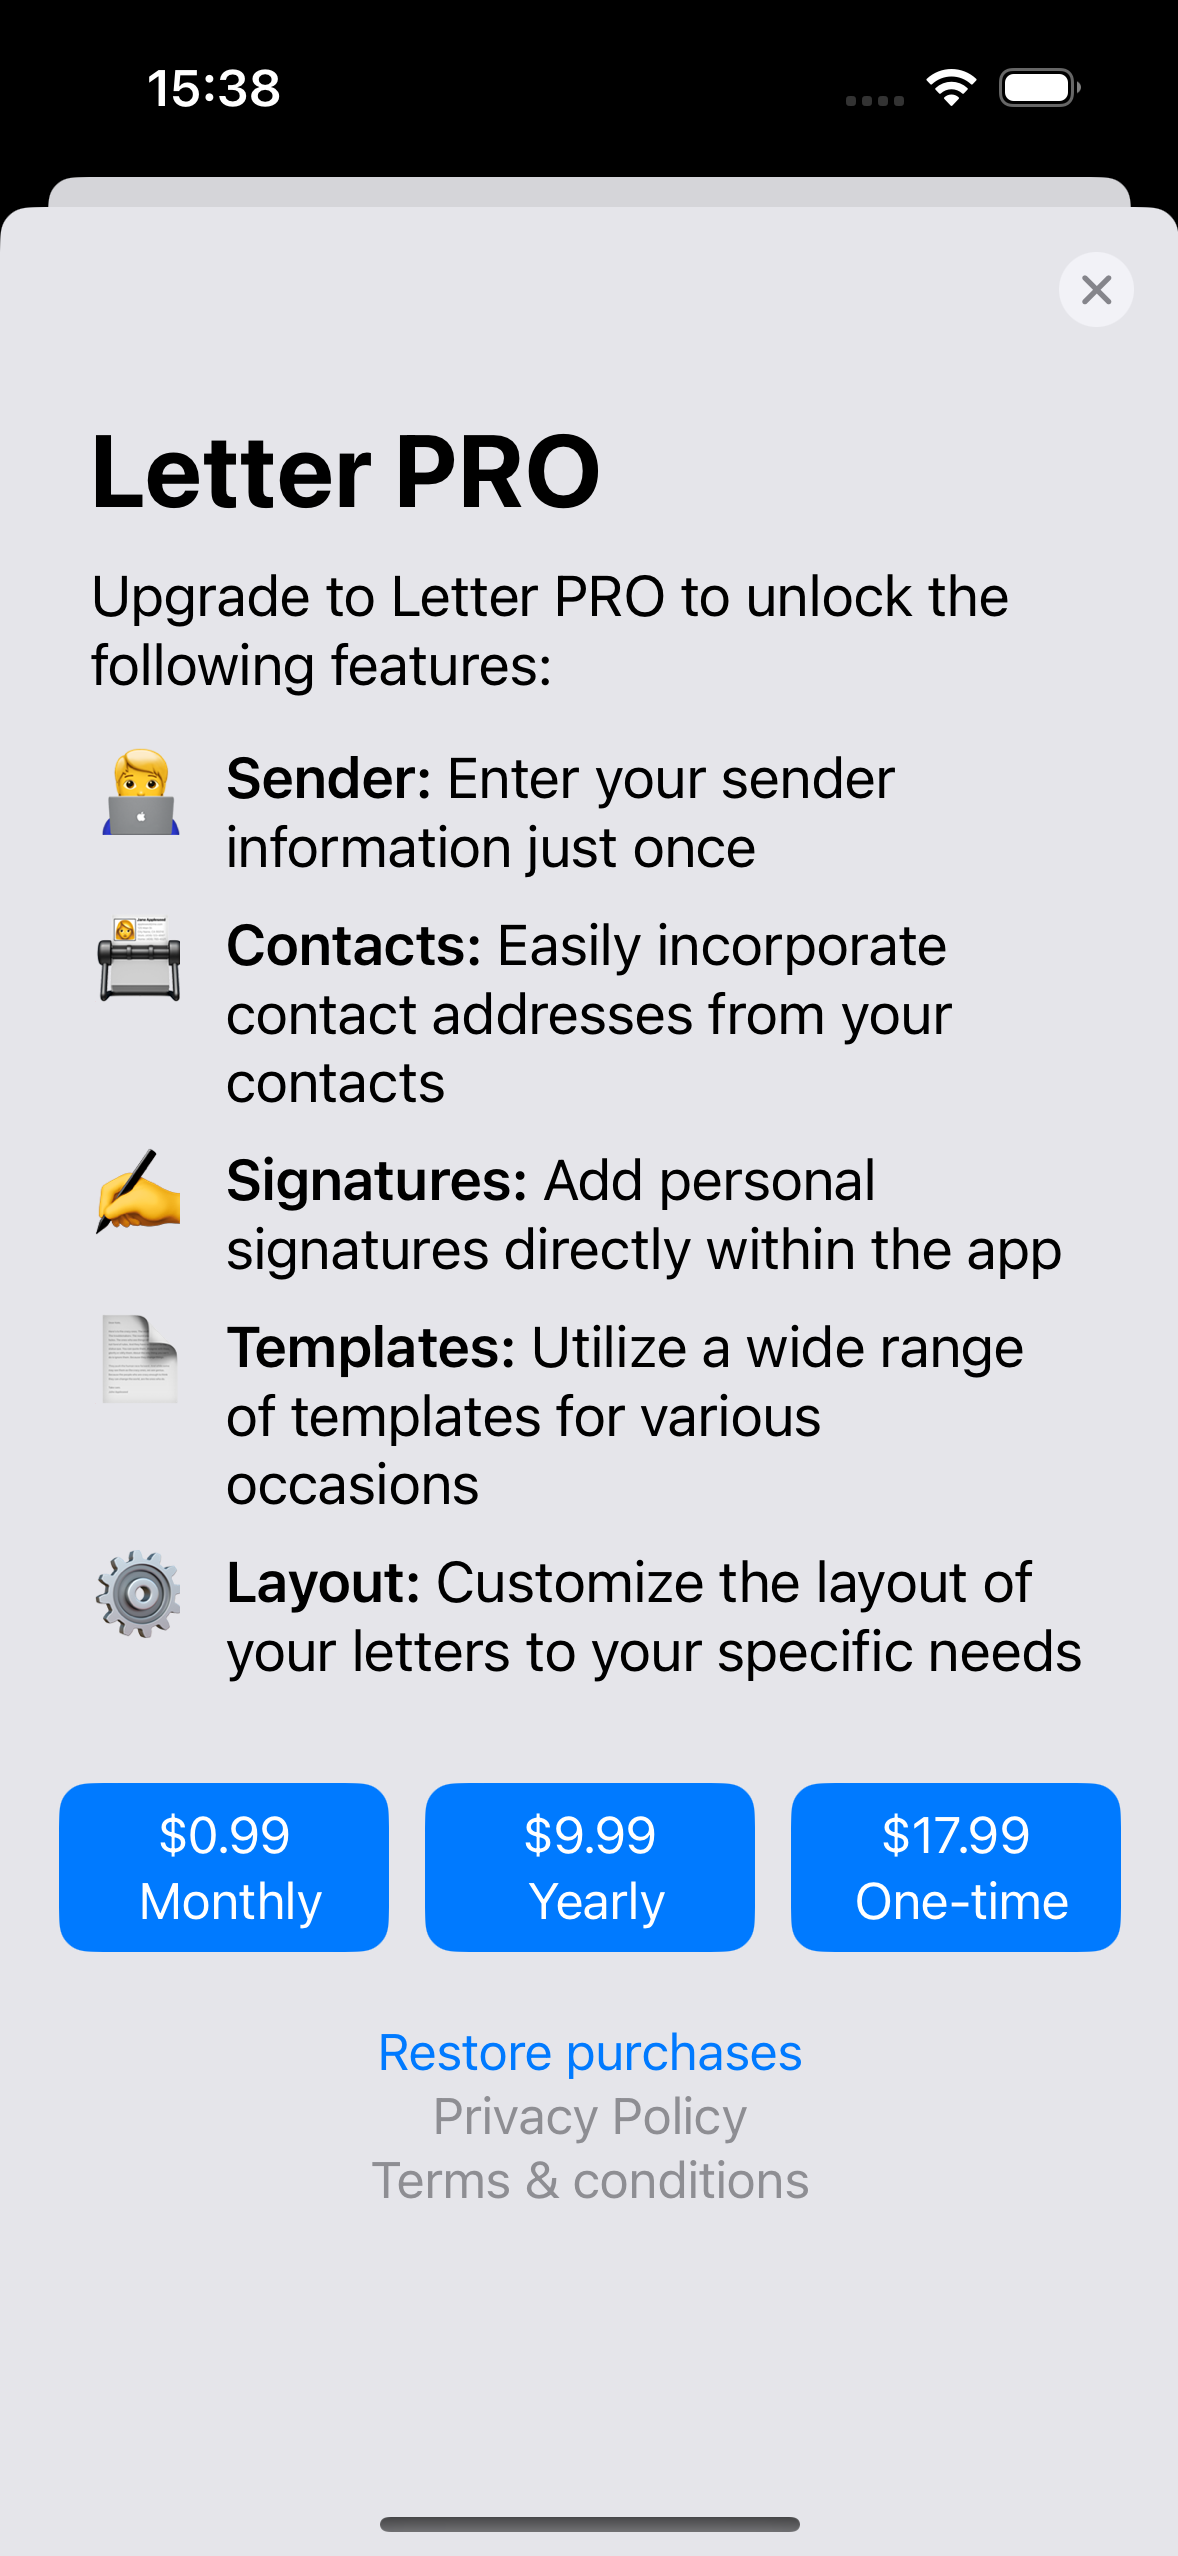 15:38
Letter PRO
Upgrade to Letter PRO to unlock the
following features:
Sender: Enter your sender
information just once
Contacts: Easily incorporate
contact addresses from your
contacts
Signatures: Add personal
signatures directly within the app
Templates: Utilize a wide range
of templates for various
occasions
Layout: Customize the layout of
your letters to your specific needs
$0.99
Monthly
$9.99
Yearly
$17.99
One-time
Restore purchases
Privacy Policy
Terms & conditions